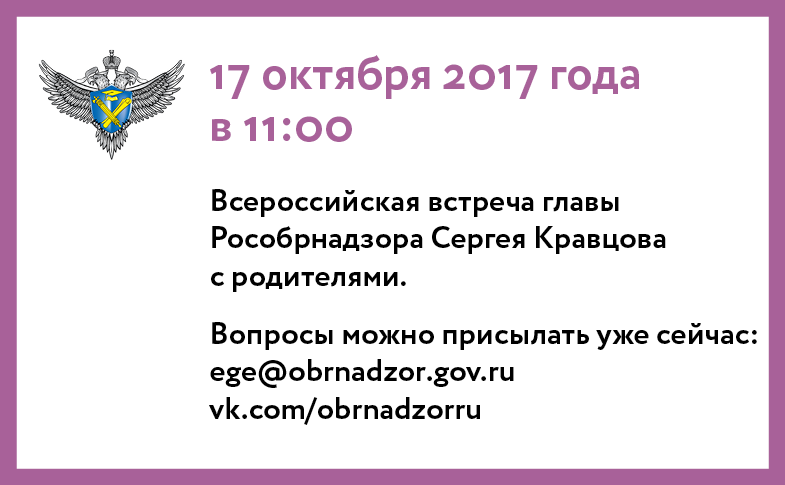 17 октября 2017 года
в 11:00
Всероссийская встреча главы
Рособрнадзора Сергея Кравцова
с родителями.
Вопросы можно присылать уже сейчас:
ege@obrnadzor.gov.ru
vk.com/obrnadzorru